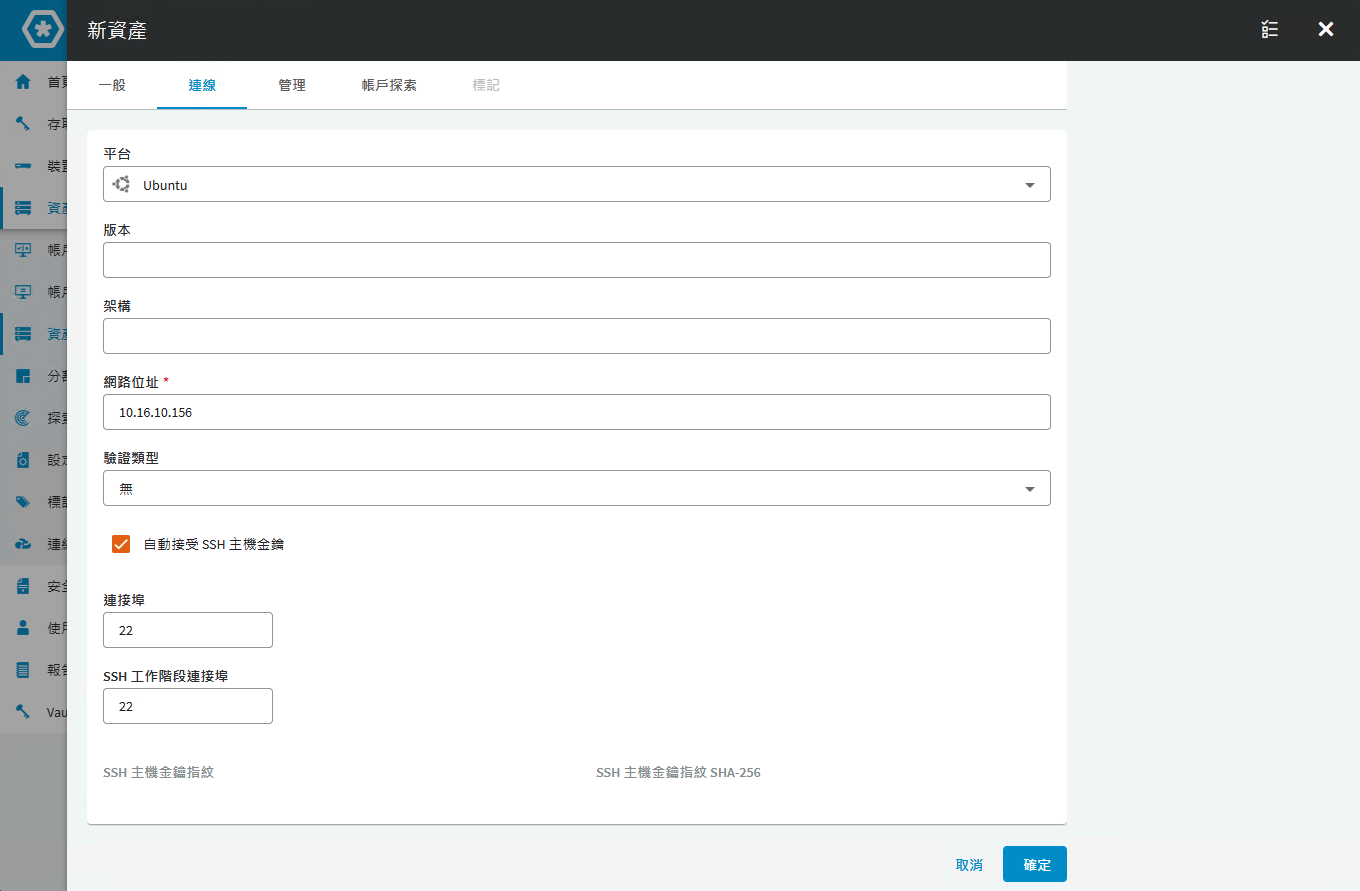 新資產
首頁
一般
連線
管理
帳戶探索
標記
存取
裝置
資產
帳戶
帳戶
資產
分割
探索
設定
標記
連線
安全
使用
報告
Vau
平台
Ubuntu
版本
架構
網路位址 *
10.16.10.156
驗證類型
無
自動接受 SSH 主機金鑰
連接埠
22
SSH 工作階段連接埠
22
SSH 主機金鑰指紋
SSH 主機金鑰指紋 SHA-256
取消
確定